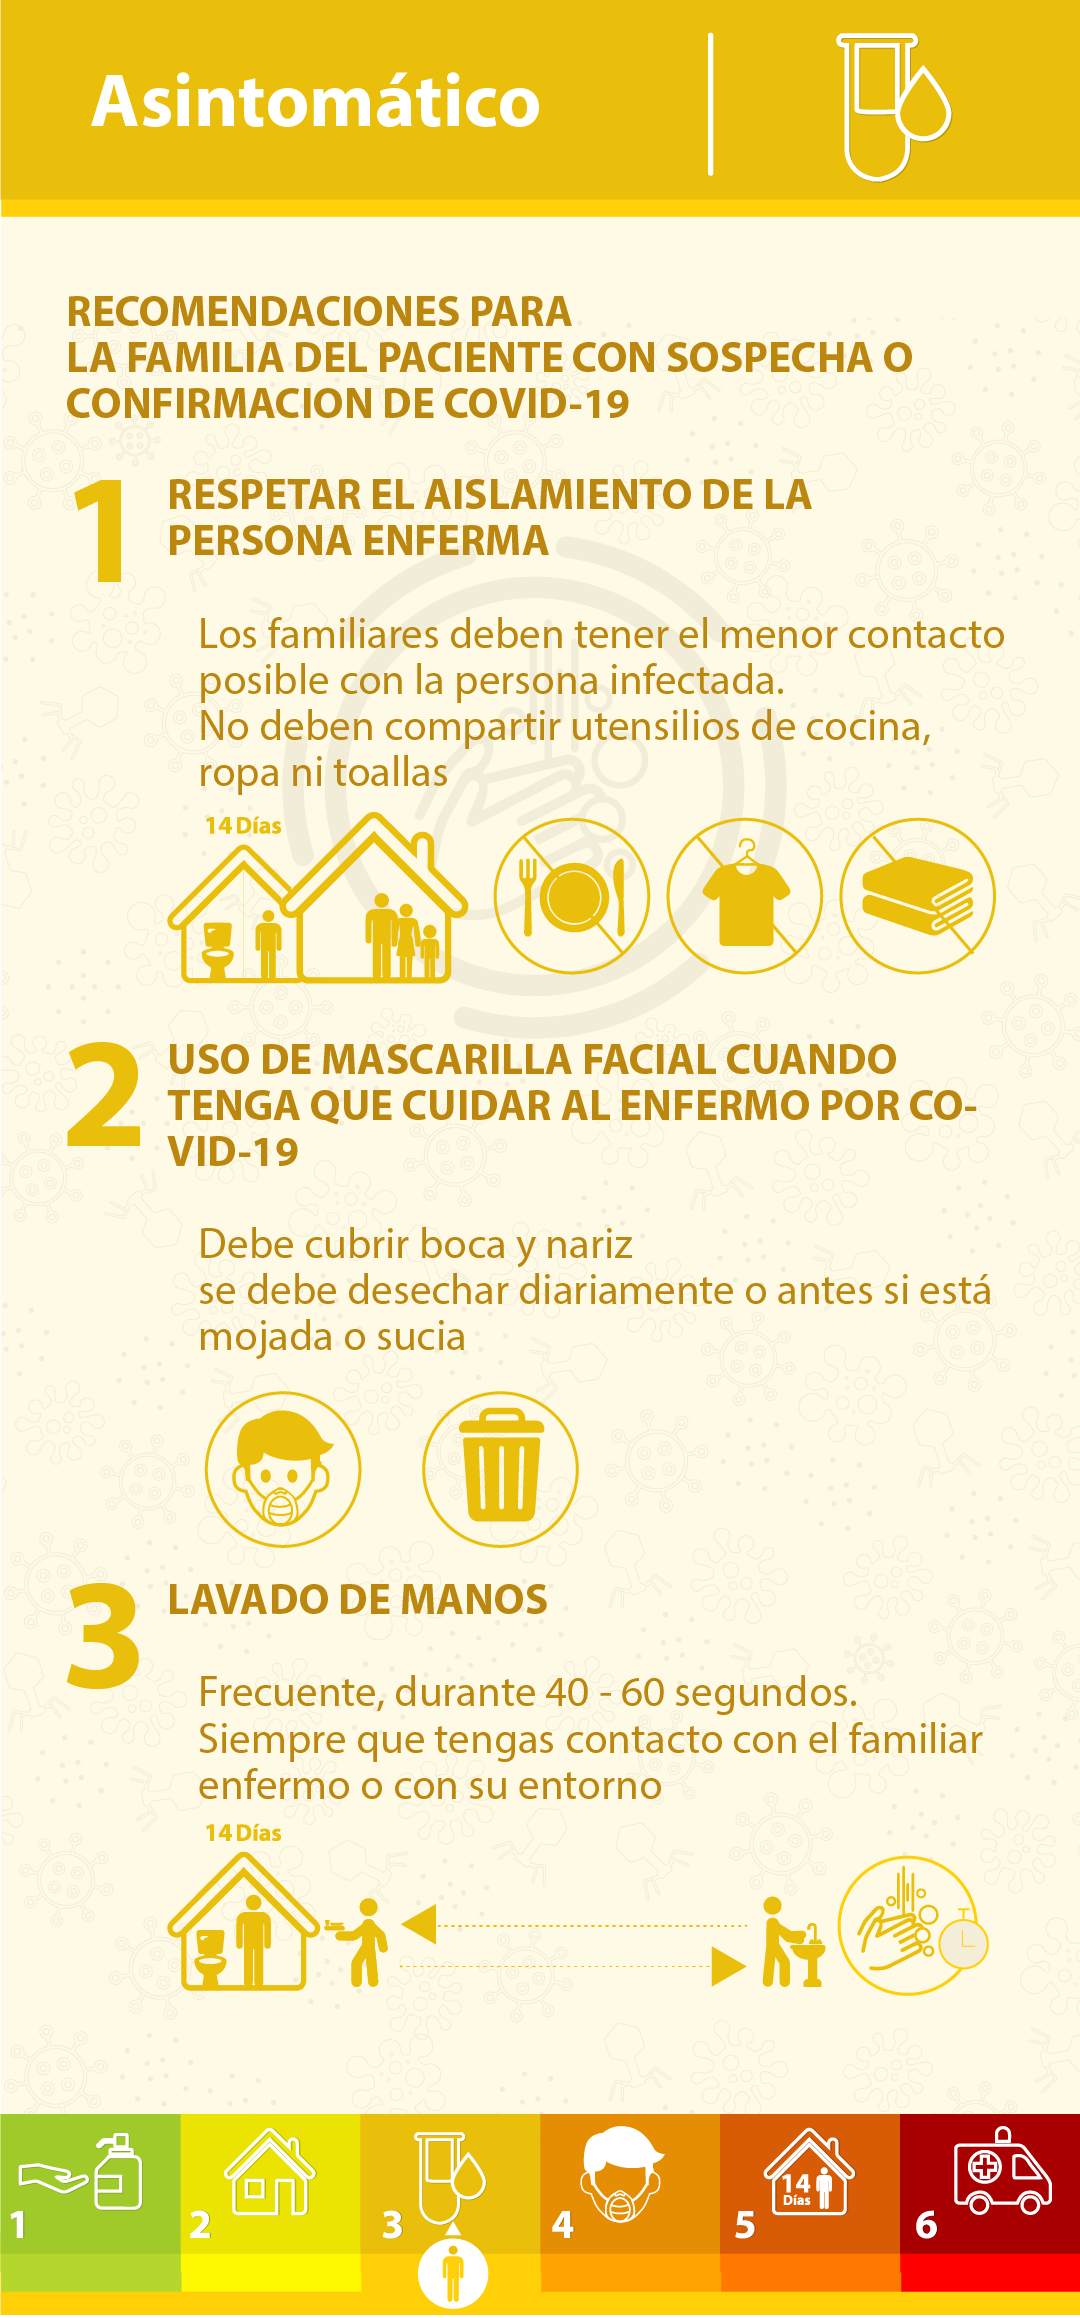 Asintomático
RECOMENDACIONES PARA
LA FAMILIA DEL PACIENTE CON SOSPECHA O
CONFIRMACION DE COVID-19
1
RESPETAR EL AISLAMIENTO DE LA
PERSONA ENFERMA
Los familiares deben tener el menor contacto
posible con la persona infectada.
No deben compartir utensilios de cocina,
ropa ni toallas
14 Días
2
USO DE MASCARILLA FACIAL CUANDO
TENGA QUE CUIDAR AL ENFERMO POR CO-
VID-19
Debe cubrir boca y nariz
se debe desechar diariamente o antes si está
mojada o sucia
3
LAVADO DE MANOS
Frecuente, durante 40 - 60 segundos.
Siempre que tengas contacto con el familiar
enfermo o con su entorno
14 Días
1
2
3
4
14
Días
5
6